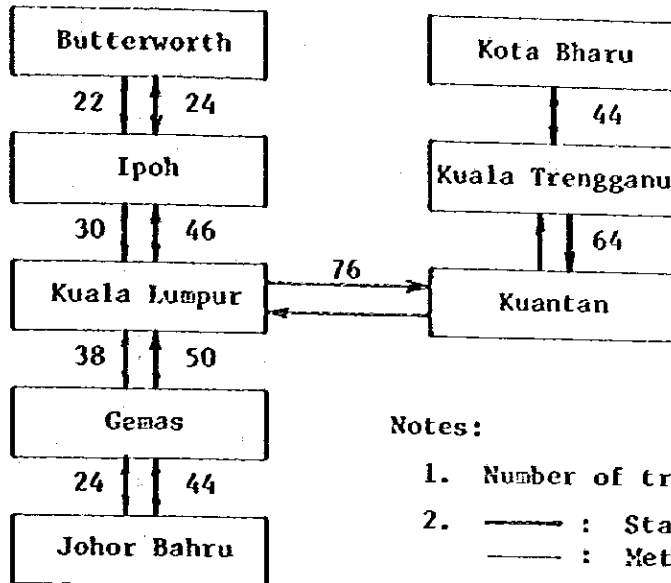 Butterworth
22 24
Ipoh
30 46
Kuala Lumpur
38 50
Gemas
24 44
Johor Bahru
76
Kota Bharu
44
Kuala Trengganu
64
Kuantan
Notes:
1. Number of tr
2. : Sta
: Met